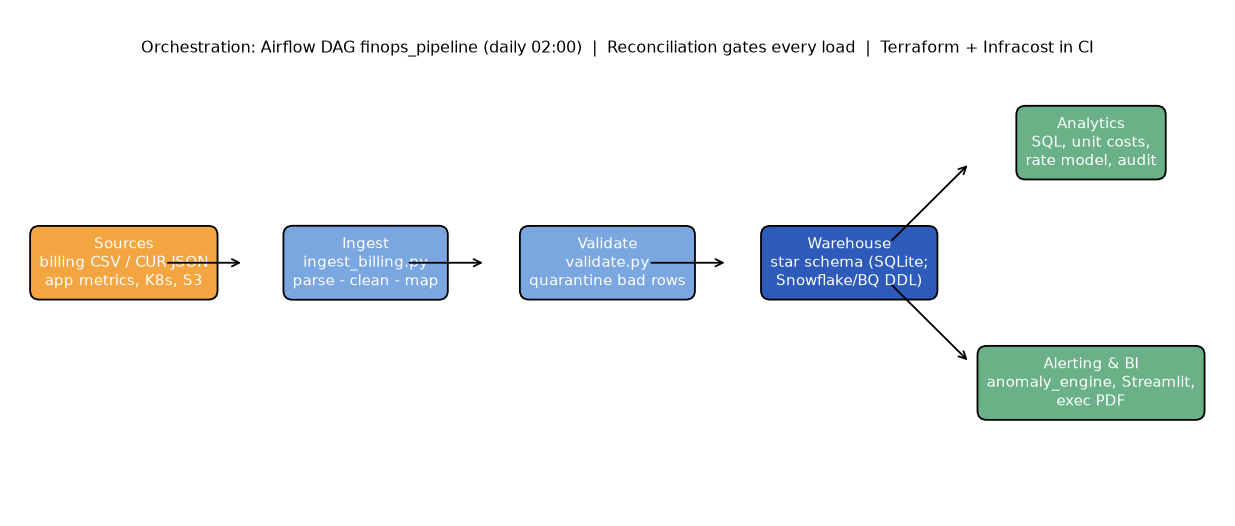 Orchestration: Airflow DAG finops_pipeline (daily 02:00) | Reconciliation gates every load | Terraform + Infracost in CI
Analytics
SQL, unit costs,
rate model, audit
Sources
billing CSV / CUR JSON
app metrics, K8s, S3
Ingest
ingest_billing.py
parse - clean - map
Validate
validate.py
quarantine bad rows
Warehouse
star schema (SQLite;
Snowflake/BQ DDL)
Alerting & BI
anomaly_engine, Streamlit,
exec PDF